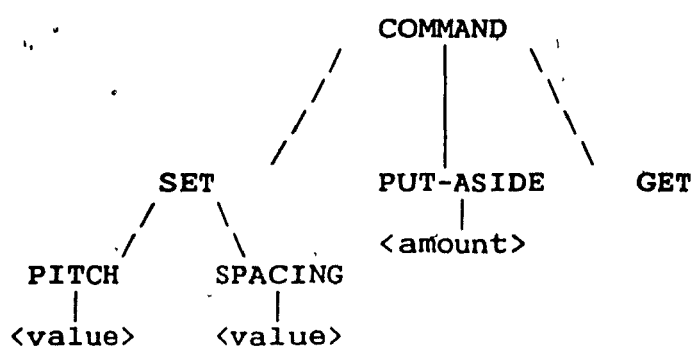 COMMAND
SET PUT-ASIDE GET
<amount>
PITCH SPACING
<value> <value>